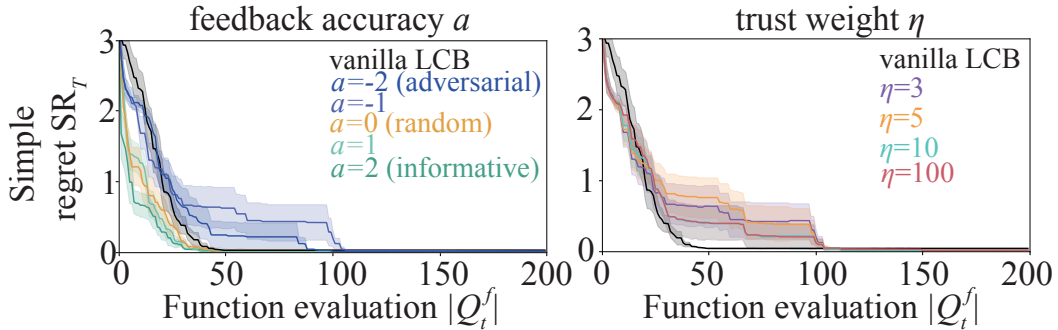 feedback accuracy a
Simple
regret SR_T
3
2
1
0
vanilla LCB
a=-2 (adversarial)
a=-1
a=0 (random)
a=1
a=2 (informative)
0 50 100 150 200
Function evaluation |Q_t^f|
trust weight η
3
2
1
0
vanilla LCB
η=3
η=5
η=10
η=100
0 50 100 150 200
Function evaluation |Q_t^f|